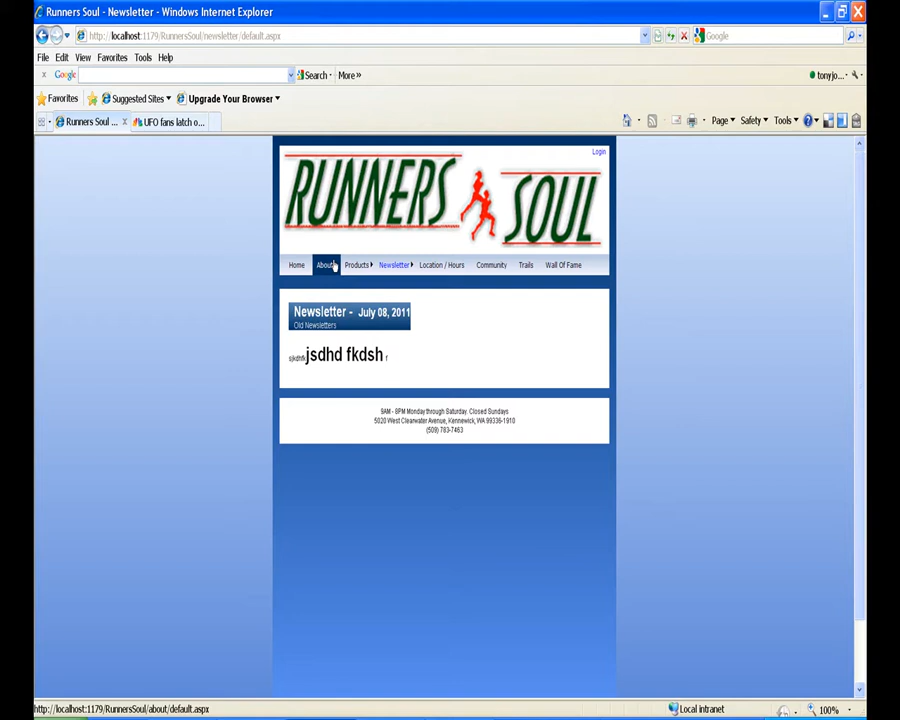 Runners Soul - Newsletter - Windows Internet Explorer
http://localhost:1179/RunnersSoul/newsletter/default.aspx
Google
File Edit View Favorites Tools Help
x Google Search More »
tonyjo...
Favorites Suggested Sites Upgrade Your Browser
Runners Soul ... x UFO fans latch o...
Page Safety Tools
Login
RUNNERS SOUL
Home About Products Newsletter Location / Hours Community Trails Wall Of Fame
Newsletter - July 08, 2011
Old Newsletters
sjkdhfkjsdhd fkdsh f
9AM - 8PM Monday through Saturday. Closed Sundays
5020 West Clearwater Avenue, Kennewick, WA 99336-1910
(509) 783-7463
http://localhost:1179/RunnersSoul/about/default.aspx
Local intranet
100%